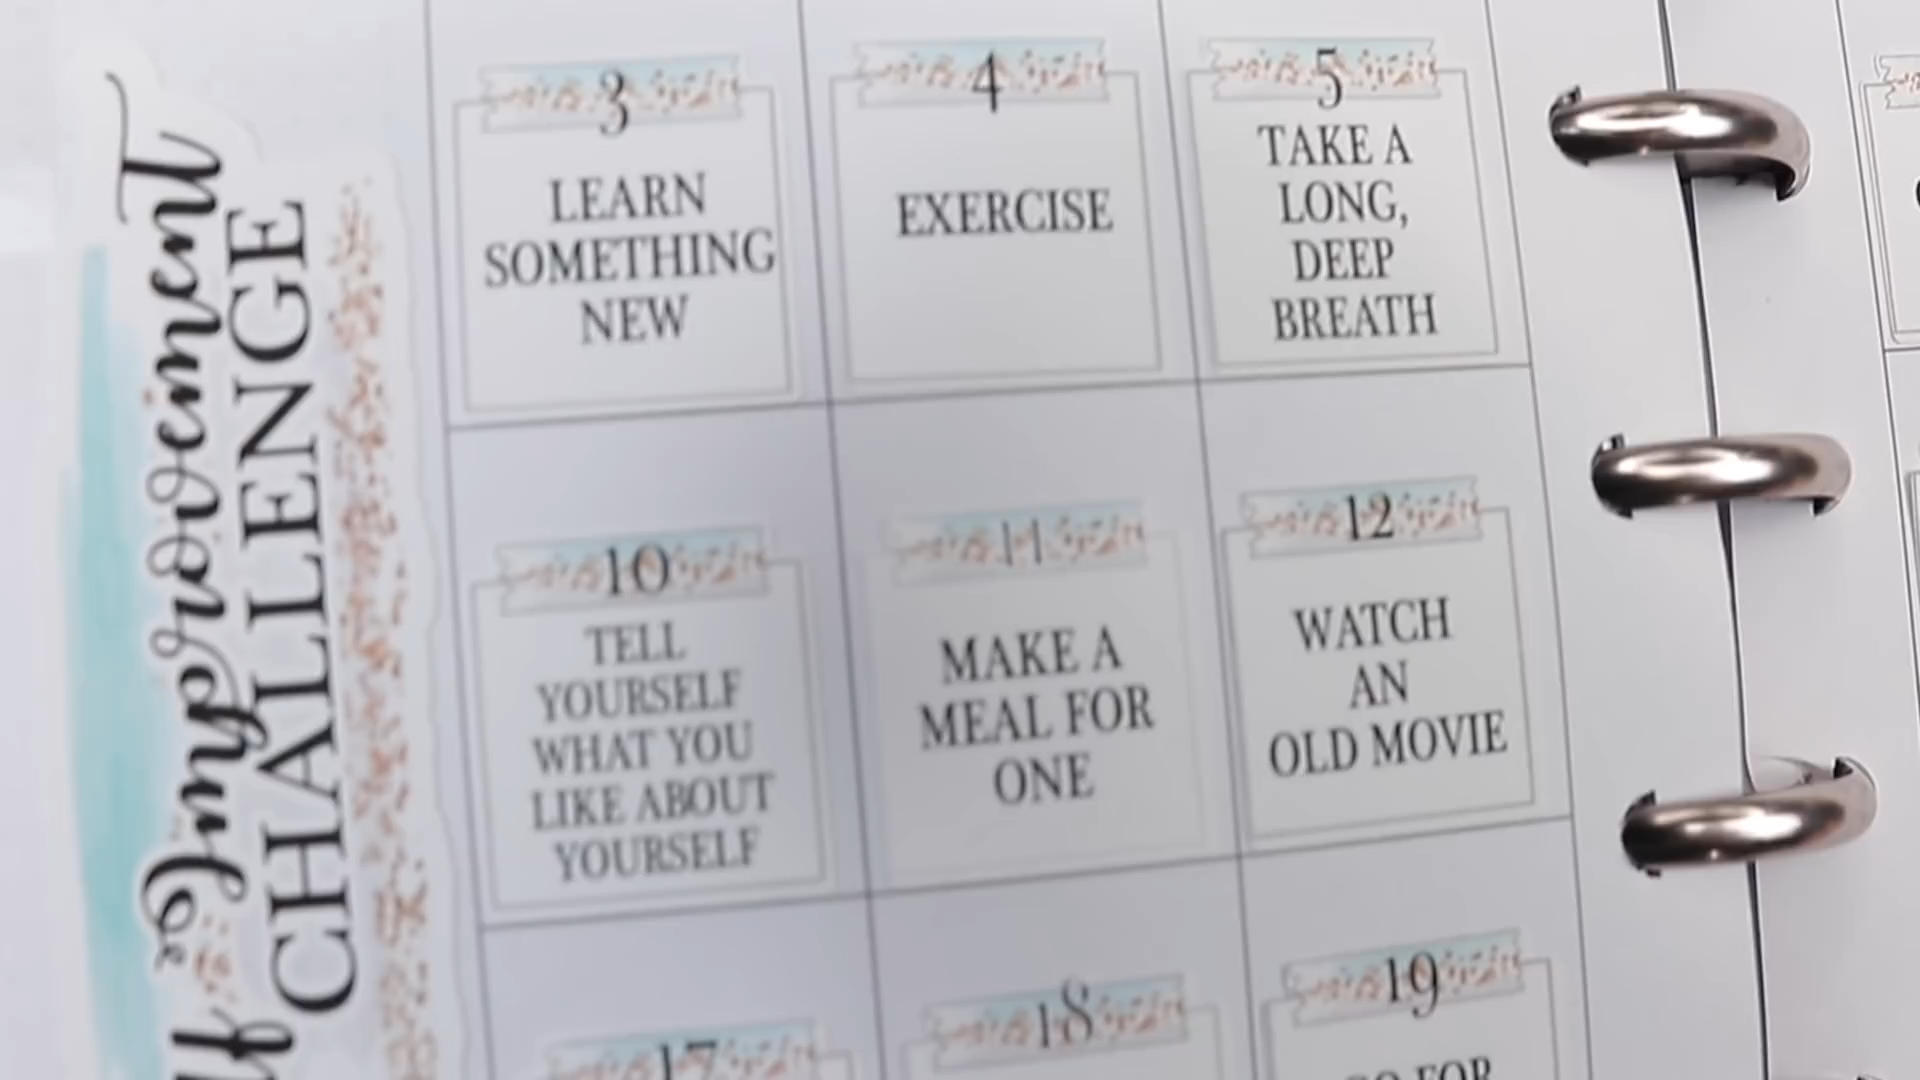 Improvement
CHALLENGE
3
LEARN
SOMETHING
NEW
4
EXERCISE
5
TAKE A
LONG,
DEEP
BREATH
10
TELL
YOURSELF
WHAT YOU
LIKE ABOUT
YOURSELF
11
MAKE A
MEAL FOR
ONE
12
WATCH
AN
OLD MOVIE
17
18
19
FOR